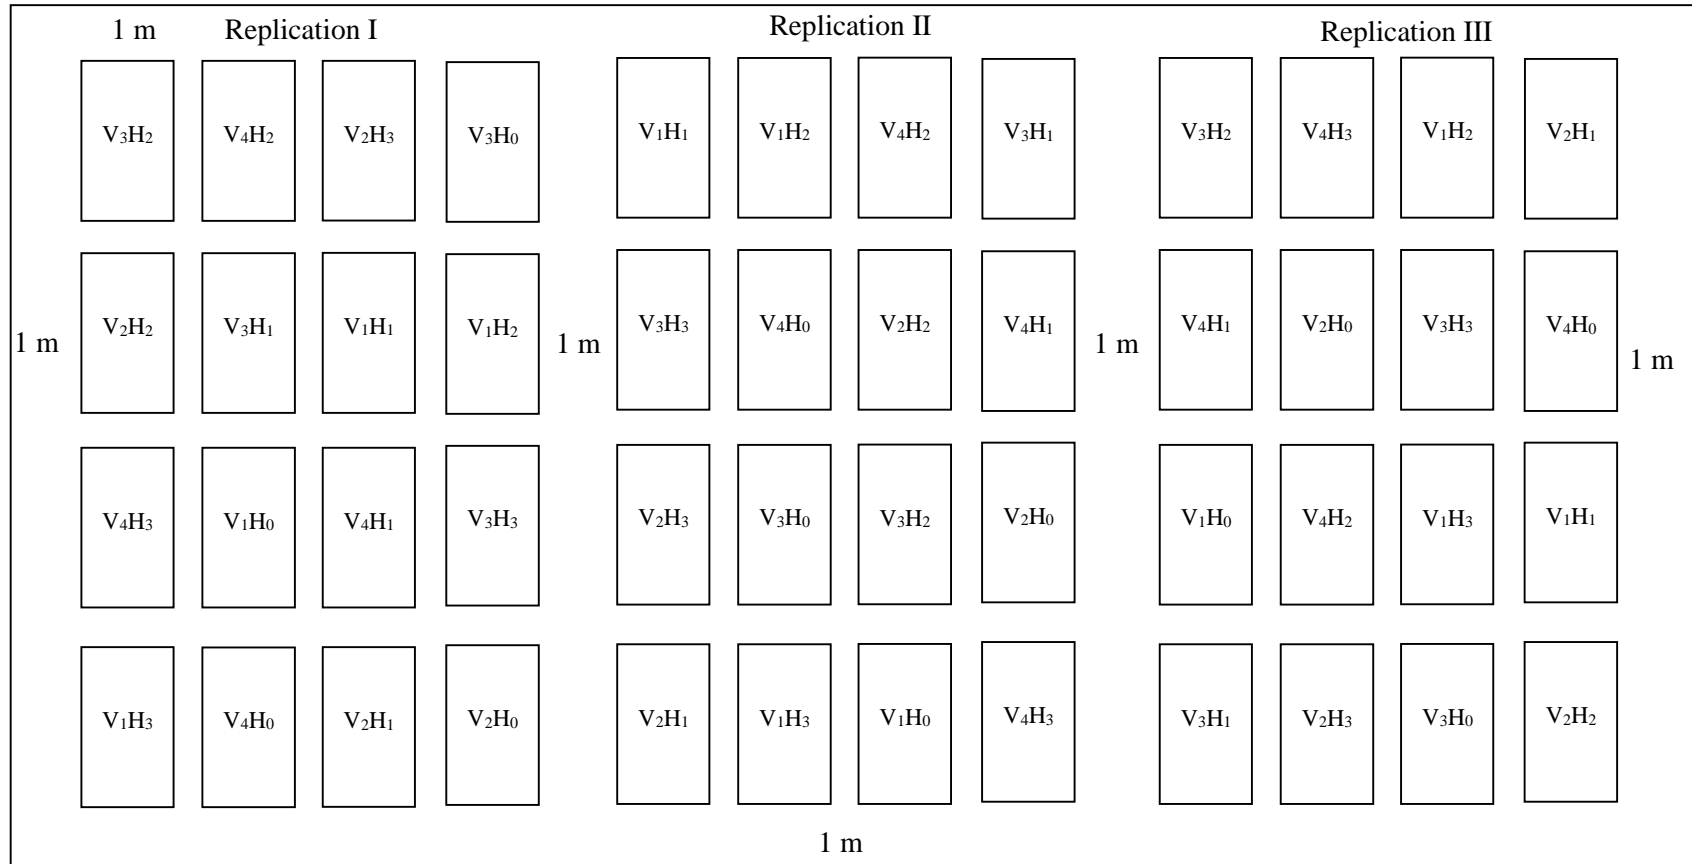 1 m Replication I Replication II Replication III
V₃H₂ V₄H₂ V₂H₃ V₃H₀ V₁H₁ V₁H₂ V₄H₂ V₃H₁ V₃H₂ V₄H₃ V₁H₂ V₂H₁
V₂H₂ V₃H₁ V₁H₁ V₁H₂ V₃H₃ V₄H₀ V₂H₂ V₄H₁ V₄H₁ V₂H₀ V₃H₃ V₄H₀
1 m 1 m 1 m 1 m
V₄H₃ V₁H₀ V₄H₁ V₃H₃ V₂H₃ V₃H₀ V₃H₂ V₂H₀ V₁H₀ V₄H₂ V₁H₃ V₁H₁
V₁H₃ V₄H₀ V₂H₁ V₂H₀ V₂H₁ V₁H₃ V₁H₀ V₄H₃ V₃H₁ V₂H₃ V₃H₀ V₂H₂
1 m